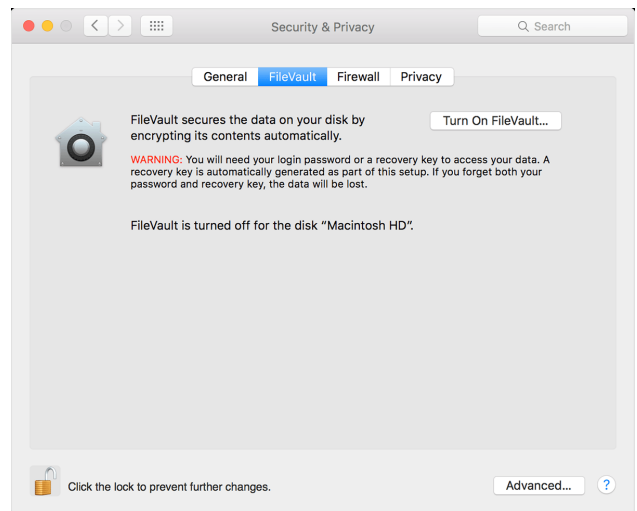 Security & Privacy
Search
General FileVault Firewall Privacy
FileVault secures the data on your disk by
encrypting its contents automatically.
Turn On FileVault...
WARNING: You will need your login password or a recovery key to access your data. A
recovery key is automatically generated as part of this setup. If you forget both your
password and recovery key, the data will be lost.
FileVault is turned off for the disk “Macintosh HD”.
Click the lock to prevent further changes.
Advanced... ?